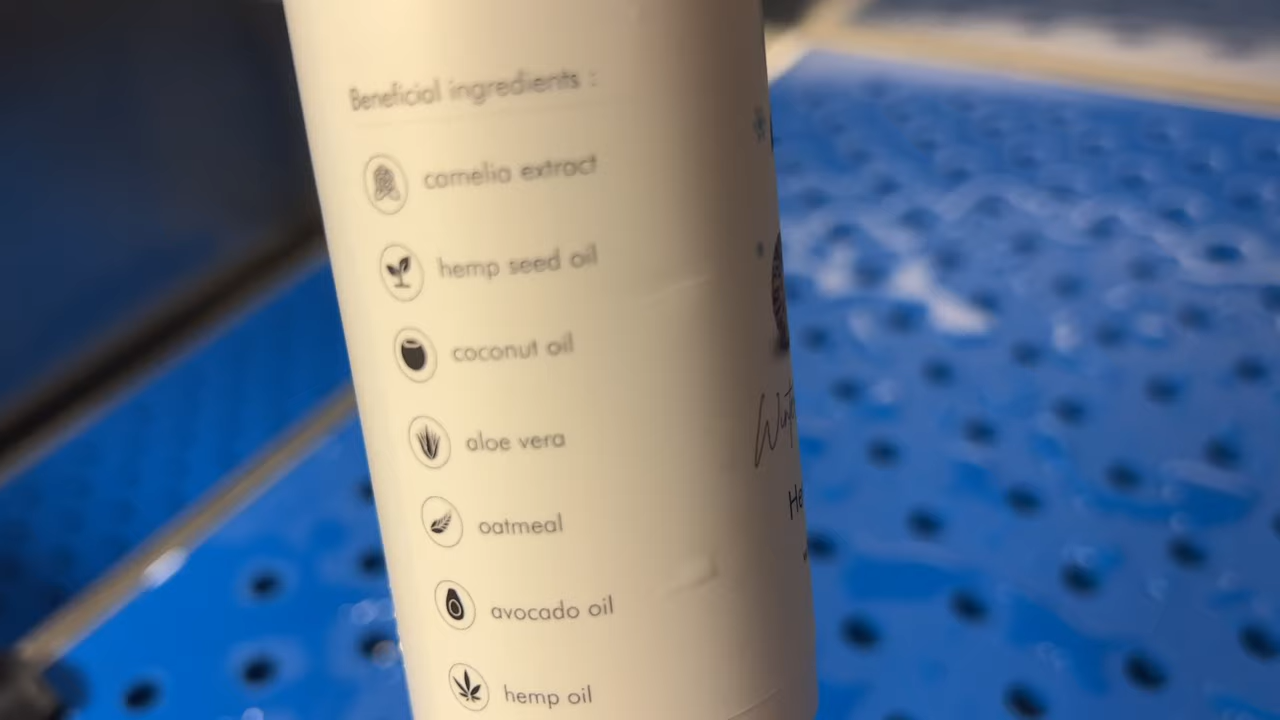 Beneficial ingredients :
camelia extract
hemp seed oil
coconut oil
aloe vera
oatmeal
avocado oil
hemp oil